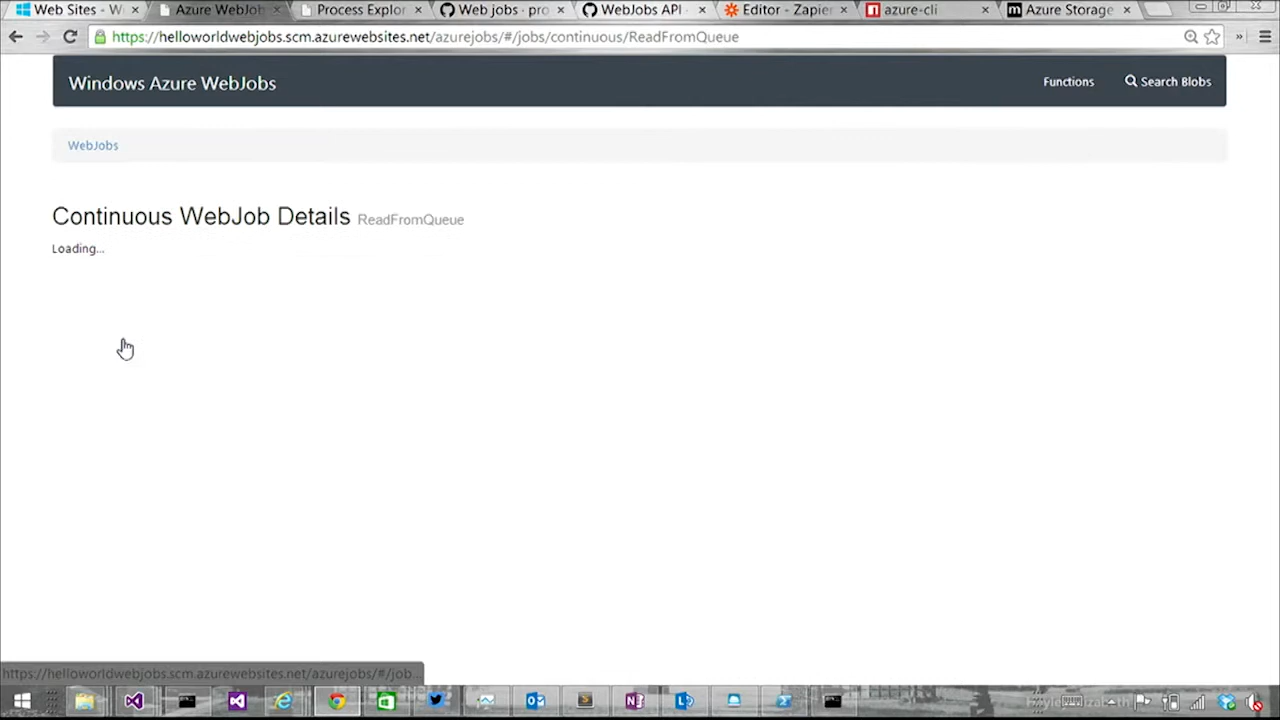 Web Sites - W
Azure WebJob
Process Explor
Web jobs · pro
WebJobs API ·
Editor - Zapier
azure-cli
Azure Storage
https://helloworldwebjobs.scm.azurewebsites.net/azurejobs/#/jobs/continuous/ReadFromQueue
Windows Azure WebJobs
Functions
Search Blobs
WebJobs
Continuous WebJob Details ReadFromQueue
Loading...
https://helloworldwebjobs.scm.azurewebsites.net/azurejobs/#/job...